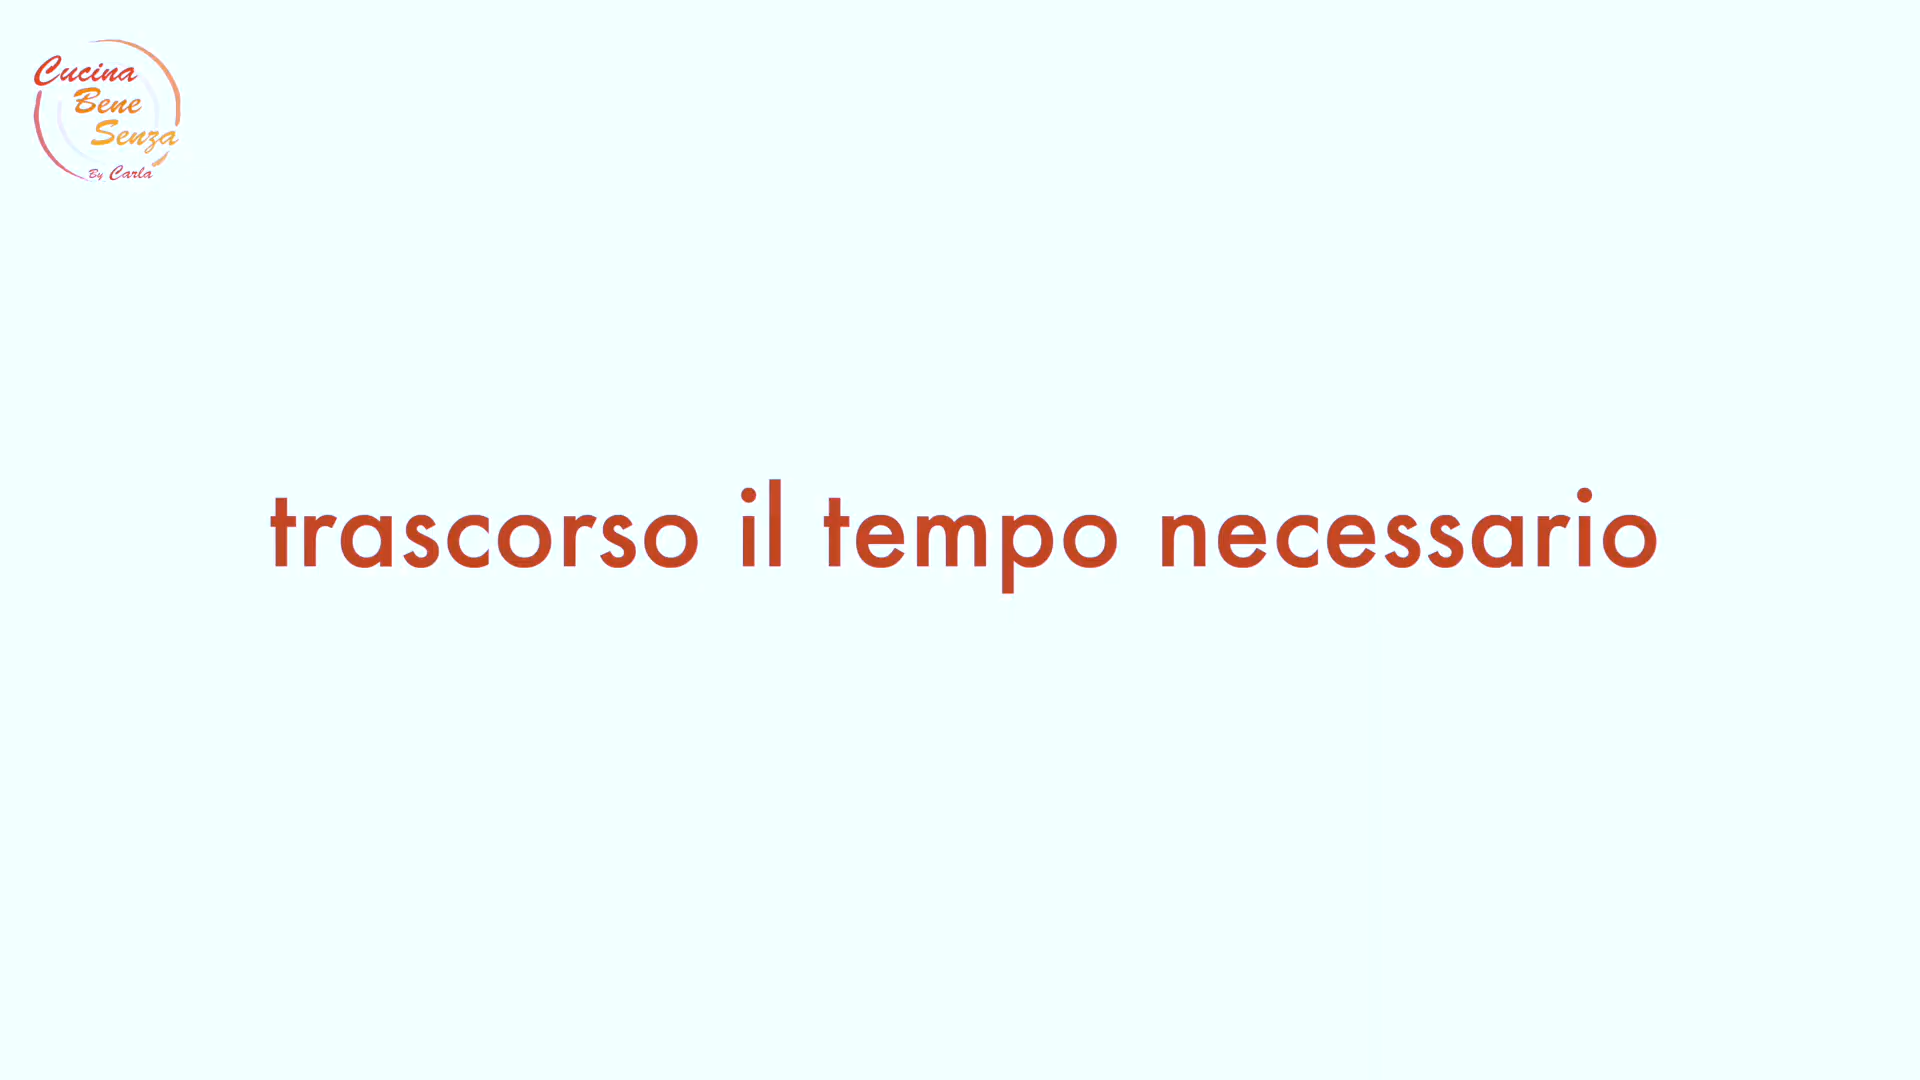 Cucina
Bene
Senza
By Carla
trascorso il tempo necessario